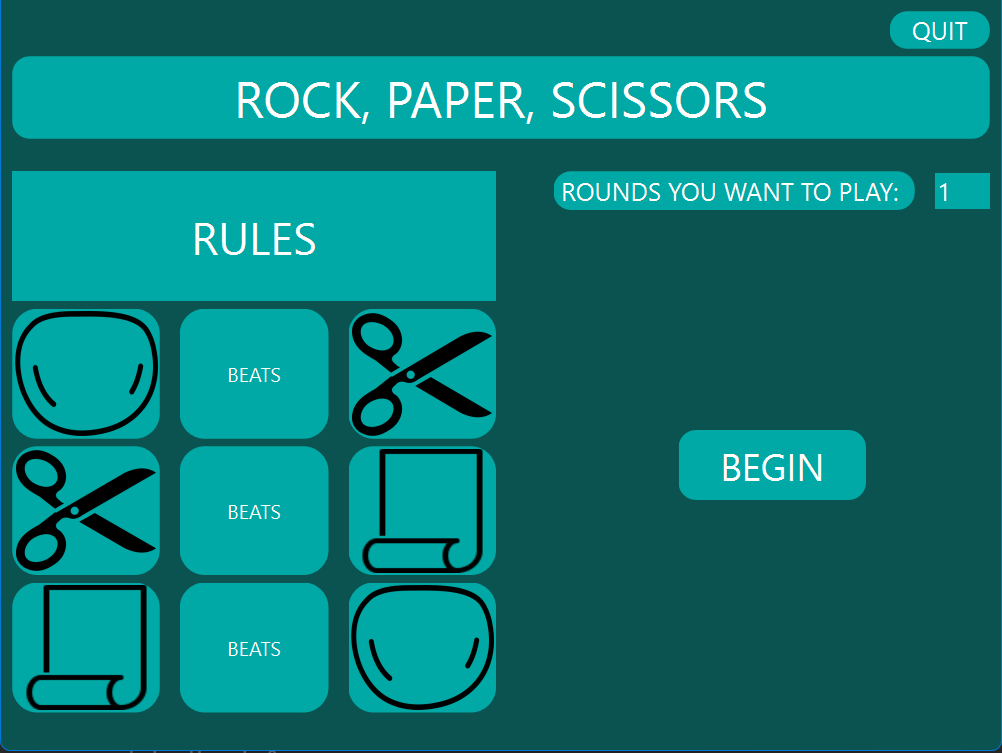 QUIT
ROCK, PAPER, SCISSORS
ROUNDS YOU WANT TO PLAY: 1
RULES
BEATS
BEATS
BEGIN
BEATS